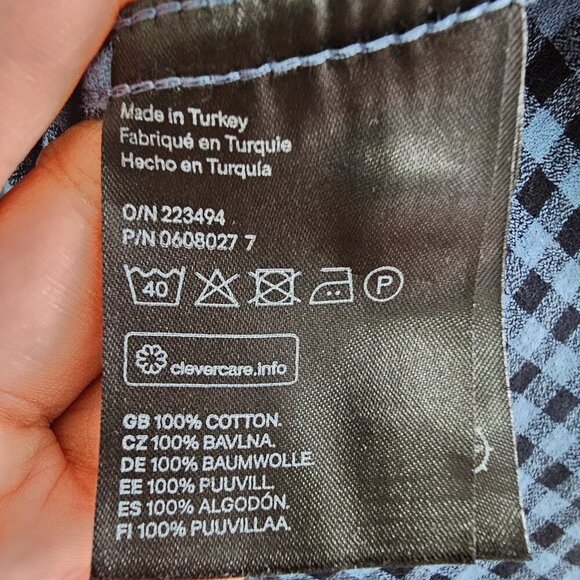 Made in Turkey
Fabriqué en Turquie
Hecho en Turquía
O/N 223494
P/N 0608027 7
40 P
clevercare.info
GB 100% COTTON.
CZ 100% BAVLNA.
DE 100% BAUMWOLLE.
EE 100% PUUVILL.
ES 100% ALGODÓN.
FI 100% PUUVILLAA